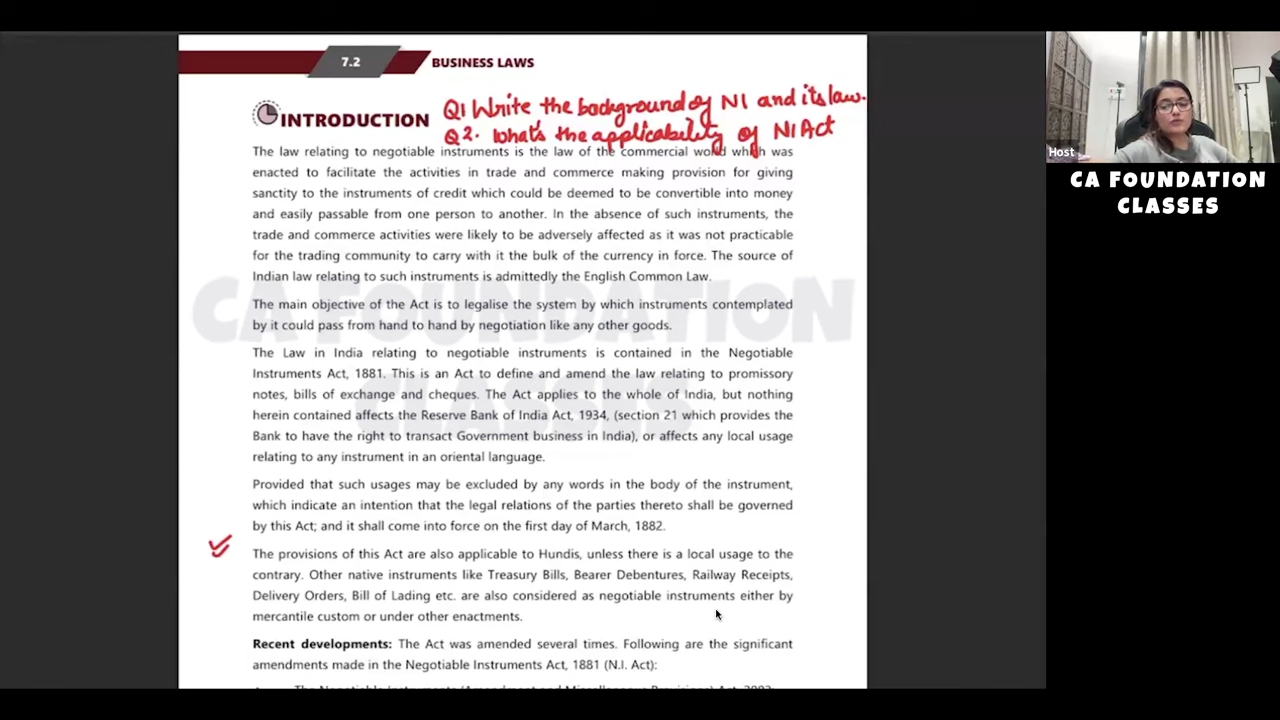 7.2 BUSINESS LAWS
INTRODUCTION
Q1 Write the background of NI and its law.
Q2. What's the applicability of NI Act
The law relating to negotiable instruments is the law of the commercial world which was
enacted to facilitate the activities in trade and commerce making provision for giving
sanctity to the instruments of credit which could be deemed to be convertible into money
and easily passable from one person to another. In the absence of such instruments, the
trade and commerce activities were likely to be adversely affected as it was not practicable
for the trading community to carry with it the bulk of the currency in force. The source of
Indian law relating to such instruments is admittedly the English Common Law.
The main objective of the Act is to legalise the system by which instruments contemplated
by it could pass from hand to hand by negotiation like any other goods.
The Law in India relating to negotiable instruments is contained in the Negotiable
Instruments Act, 1881. This is an Act to define and amend the law relating to promissory
notes, bills of exchange and cheques. The Act applies to the whole of India, but nothing
herein contained affects the Reserve Bank of India Act, 1934, (section 21 which provides the
Bank to have the right to transact Government business in India), or affects any local usage
relating to any instrument in an oriental language.
Provided that such usages may be excluded by any words in the body of the instrument,
which indicate an intention that the legal relations of the parties thereto shall be governed
by this Act; and it shall come into force on the first day of March, 1882.
The provisions of this Act are also applicable to Hundis, unless there is a local usage to the
contrary. Other native instruments like Treasury Bills, Bearer Debentures, Railway Receipts,
Delivery Orders, Bill of Lading etc. are also considered as negotiable instruments either by
mercantile custom or under other enactments.
Recent developments: The Act was amended several times. Following are the significant
amendments made in the Negotiable Instruments Act, 1881 (N.I. Act):
The Negotiable Instruments (Amendment and Miscellaneous Provisions) Act, 2002;
CA FOUNDATION
CLASSES
Host
CA FOUNDATION
CLASSES